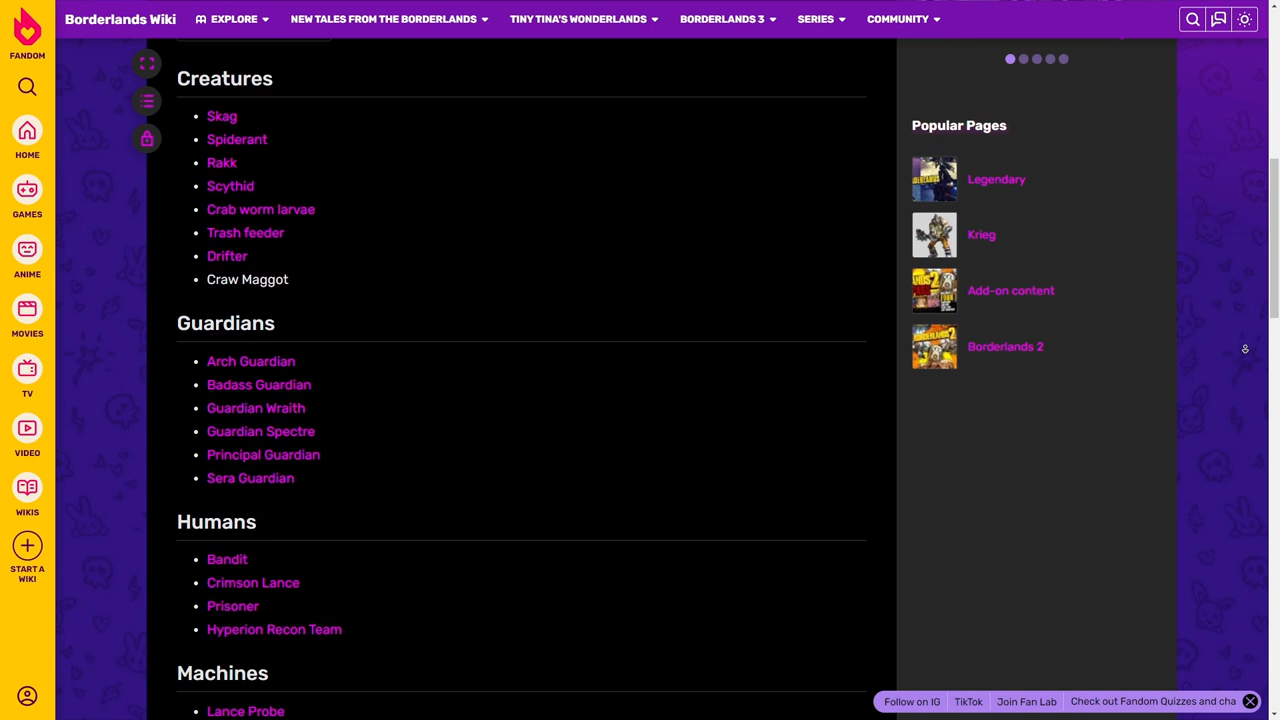 FANDOM
HOME
GAMES
ANIME
MOVIES
TV
VIDEO
WIKIS
START A
WIKI
Borderlands Wiki
EXPLORE
NEW TALES FROM THE BORDERLANDS
TINY TINA'S WONDERLANDS
BORDERLANDS 3
SERIES
COMMUNITY
Creatures
Skag
Spiderant
Rakk
Scythid
Crab worm larvae
Trash feeder
Drifter
Craw Maggot
Guardians
Arch Guardian
Badass Guardian
Guardian Wraith
Guardian Spectre
Principal Guardian
Sera Guardian
Humans
Bandit
Crimson Lance
Prisoner
Hyperion Recon Team
Machines
Lance Probe
Popular Pages
Legendary
Krieg
Add-on content
Borderlands 2
Follow on IG
TikTok
Join Fan Lab
Check out Fandom Quizzes and cha